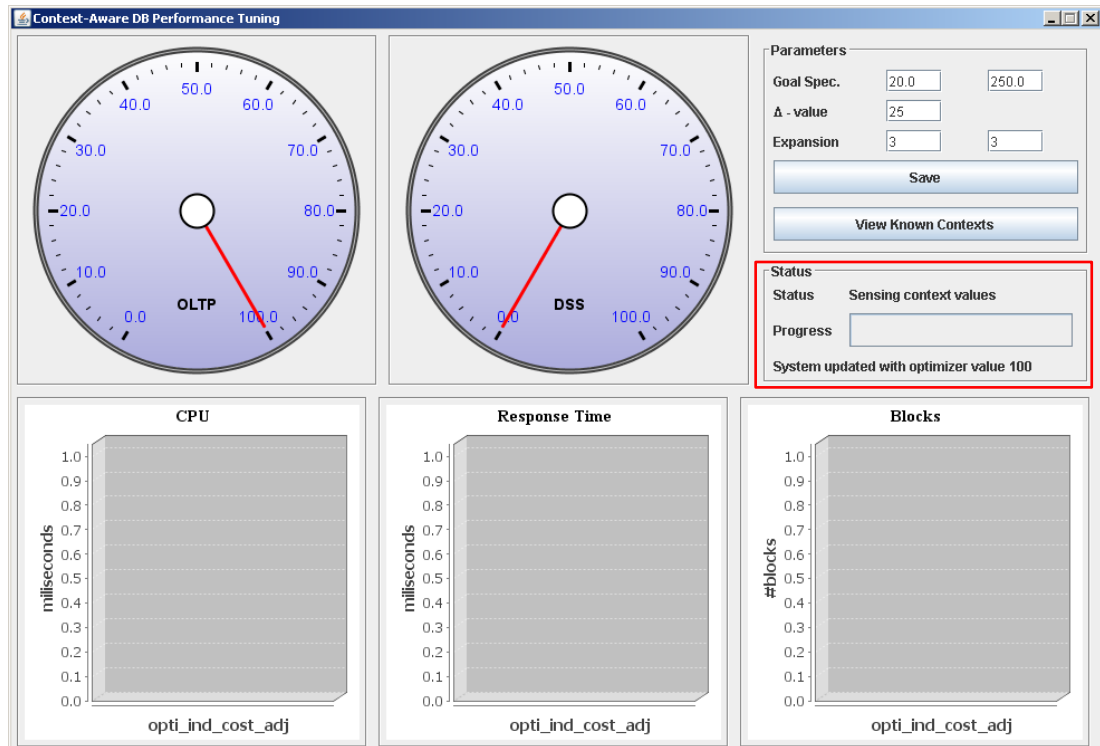 Context-Aware DB Performance Tuning
50.0
40.0
60.0
30.0
70.0
20.0
80.0
10.0
90.0
OLTP
0.0
100.0
50.0
40.0
60.0
30.0
70.0
20.0
80.0
10.0
90.0
DSS
0.0
100.0
Parameters
Goal Spec. 20.0 250.0
Δ - value 25
Expansion 3 3
Save
View Known Contexts
Status
Status Sensing context values
Progress
System updated with optimizer value 100
CPU
miliseconds
1.0
0.9
0.8
0.7
0.6
0.5
0.4
0.3
0.2
0.1
0.0
opti_ind_cost_adj
Response Time
miliseconds
1.0
0.9
0.8
0.7
0.6
0.5
0.4
0.3
0.2
0.1
0.0
opti_ind_cost_adj
Blocks
#blocks
1.0
0.9
0.8
0.7
0.6
0.5
0.4
0.3
0.2
0.1
0.0
opti_ind_cost_adj